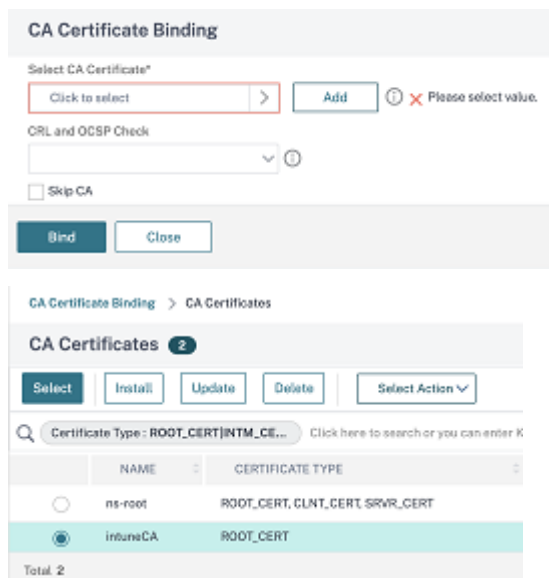 CA Certificate Binding
Select CA Certificate*
Click to select > Add Please select value.
CRL and OCSP Check
Skip CA
Bind Close
CA Certificate Binding > CA Certificates
CA Certificates 2
Select Install Update Delete Select Action
Certificate Type : ROOT_CERT|INTM_CE... Click here to search or you can enter K
NAME CERTIFICATE TYPE
ns-root ROOT_CERT, CLNT_CERT, SRVR_CERT
intuneCA ROOT_CERT
Total 2